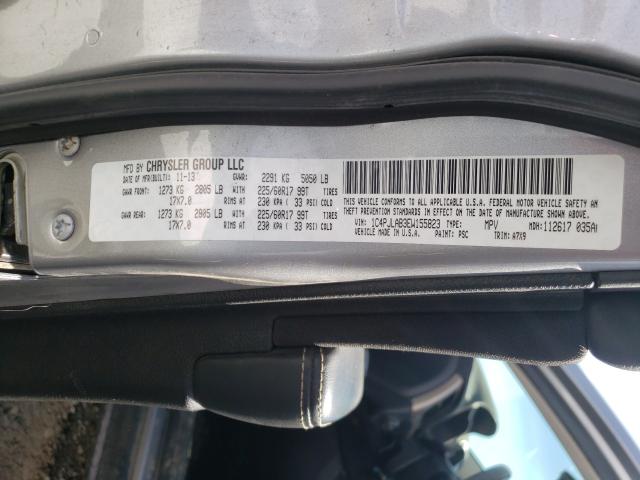 MFD BY CHRYSLER GROUP LLC
DATE OF MFR(BUILT): 11-13 GVWR: 2291 KG 5050 LB
GAWR FRONT: 1273 KG 2805 LB WITH 225/60R17 99T TIRES
17X7.0 RIMS AT 230 KPA ( 33 PSI) COLD
GAWR REAR: 1273 KG 2805 LB WITH 225/60R17 99T TIRES
17X7.0 RIMS AT 230 KPA ( 33 PSI) COLD
THIS VEHICLE CONFORMS TO ALL APPLICABLE U.S.A. FEDERAL MOTOR VEHICLE SAFETY, BUMPER, AND
THEFT PREVENTION STANDARDS IN EFFECT ON THE DATE OF MANUFACTURE SHOWN ABOVE.
VIN: 1C4PJLAB3EW155823 TYPE: MPV MDH: 112617 035AI
VEHICLE MADE IN U.S.A. PAINT: PSC TRIM: A7X9